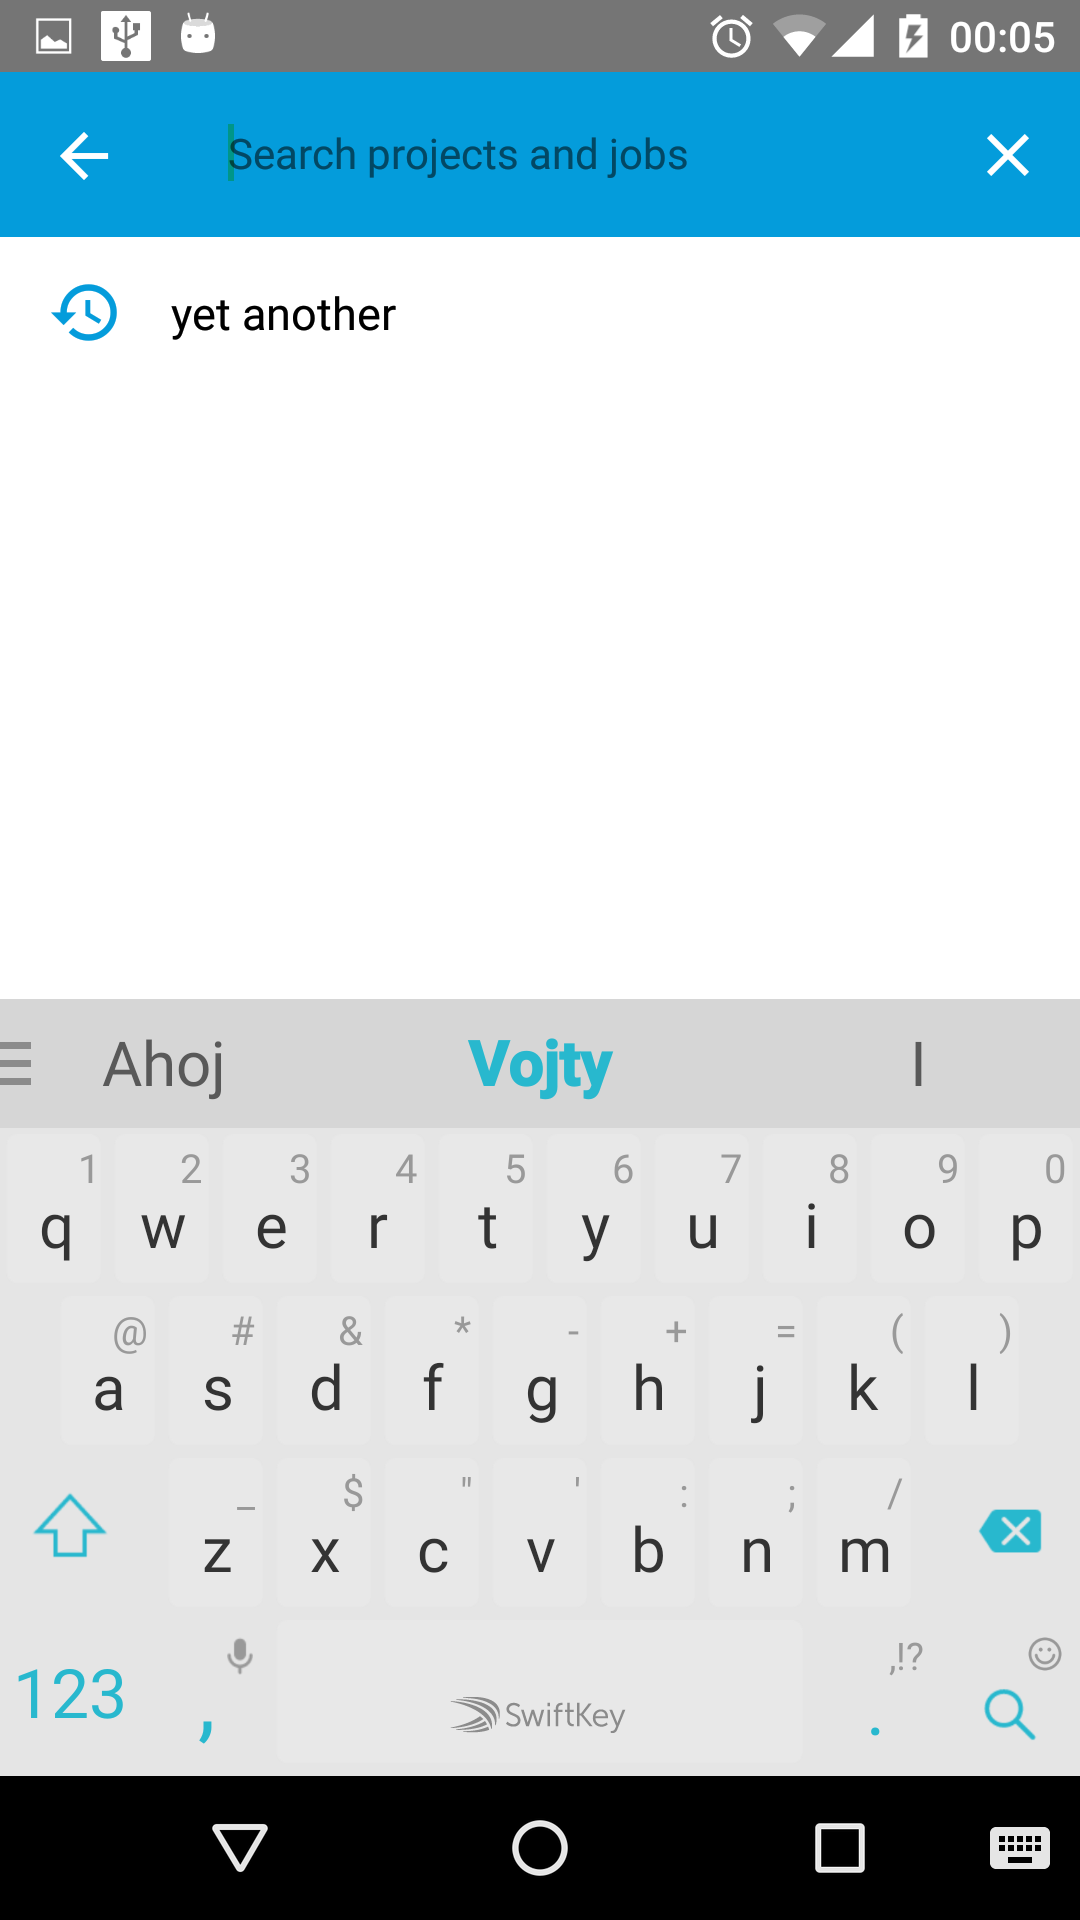 00:05
Search projects and jobs
yet another
Ahoj Vojty I
1 2 3 4 5 6 7 8 9 0
q w e r t y u i o p
@ # & * - + = ( )
a s d f g h j k l
_ $ " ' : ; /
z x c v b n m
,!?
123 , SwiftKey .